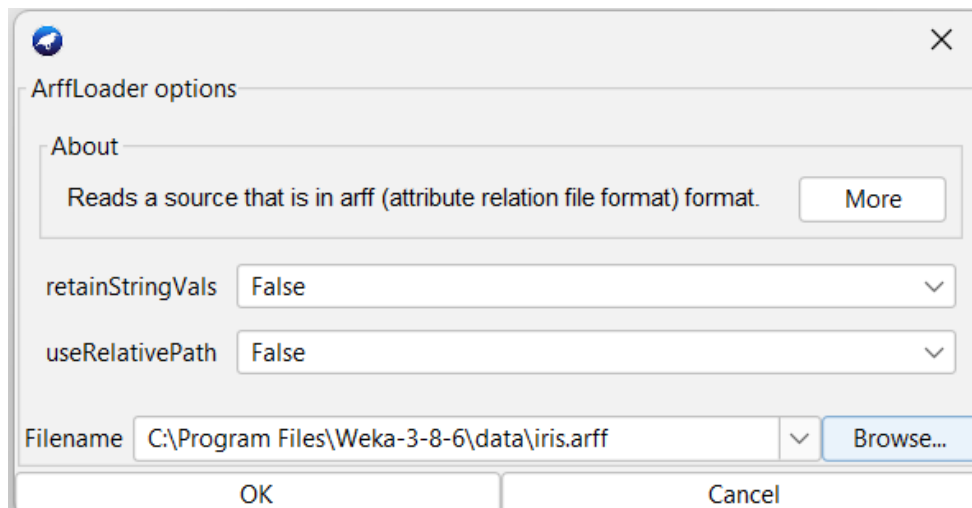 ArffLoader options
About
Reads a source that is in arff (attribute relation file format) format. More
retainStringVals False
useRelativePath False
Filename C:\Program Files\Weka-3-8-6\data\iris.arff Browse...
OK Cancel